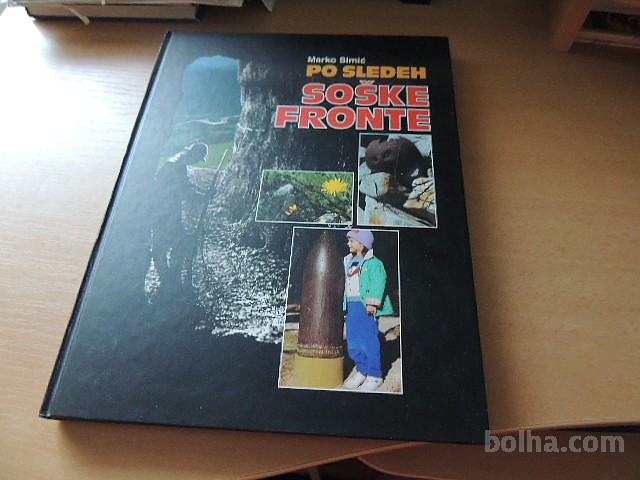 Marko Simić
PO SLEDEH
SOŠKE
FRONTE
bolha.com